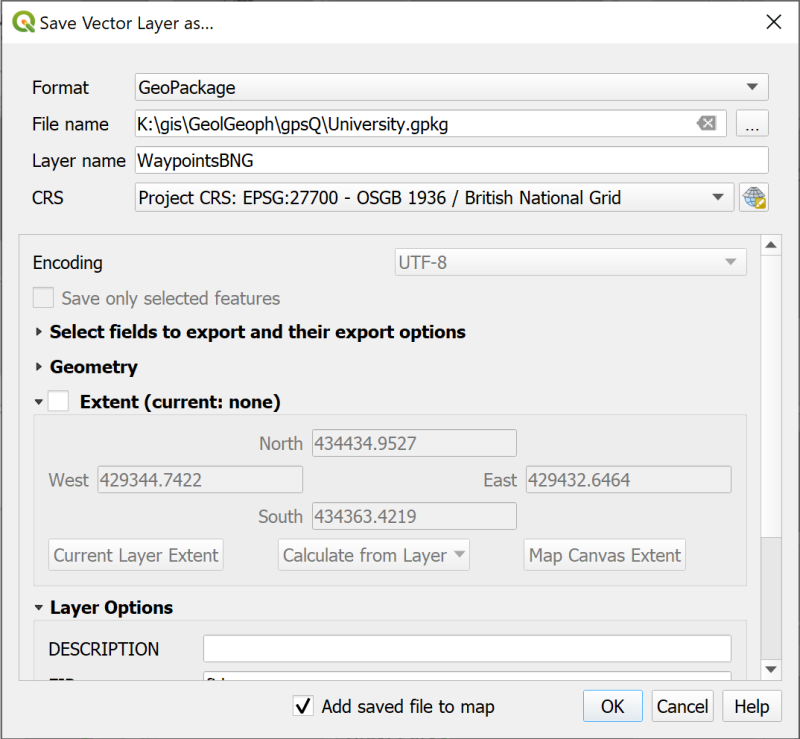 Save Vector Layer as...
Format GeoPackage
File name K:\gis\GeolGeoph\gpsQ\University.gpkg ...
Layer name WaypointsBNG
CRS Project CRS: EPSG:27700 - OSGB 1936 / British National Grid
Encoding UTF-8
Save only selected features
Select fields to export and their export options
Geometry
Extent (current: none)
North 434434.9527
West 429344.7422 East 429432.6464
South 434363.4219
Current Layer Extent Calculate from Layer Map Canvas Extent
Layer Options
DESCRIPTION
Add saved file to map OK Cancel Help